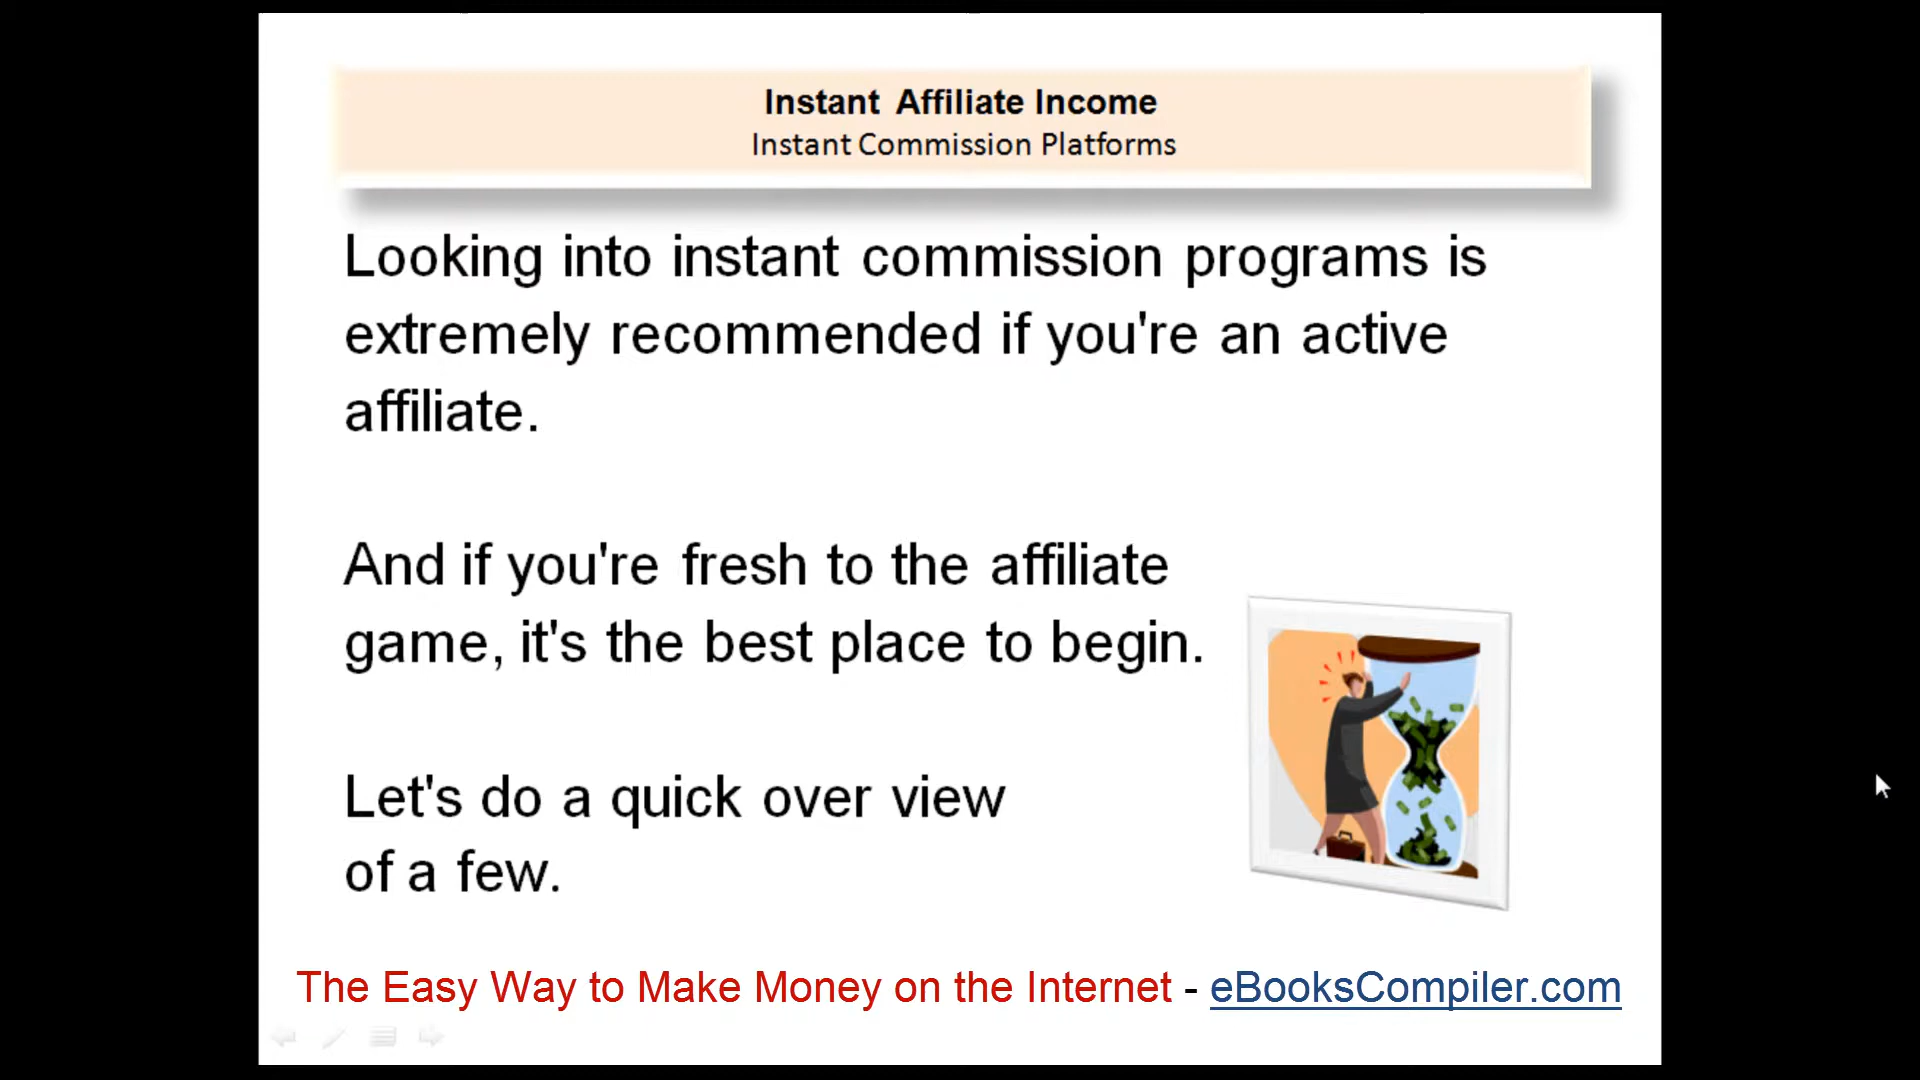 Instant Affiliate Income
Instant Commission Platforms
Looking into instant commission programs is
extremely recommended if you're an active
affiliate.
And if you're fresh to the affiliate
game, it's the best place to begin.
Let's do a quick over view
of a few.
The Easy Way to Make Money on the Internet - eBooksCompiler.com